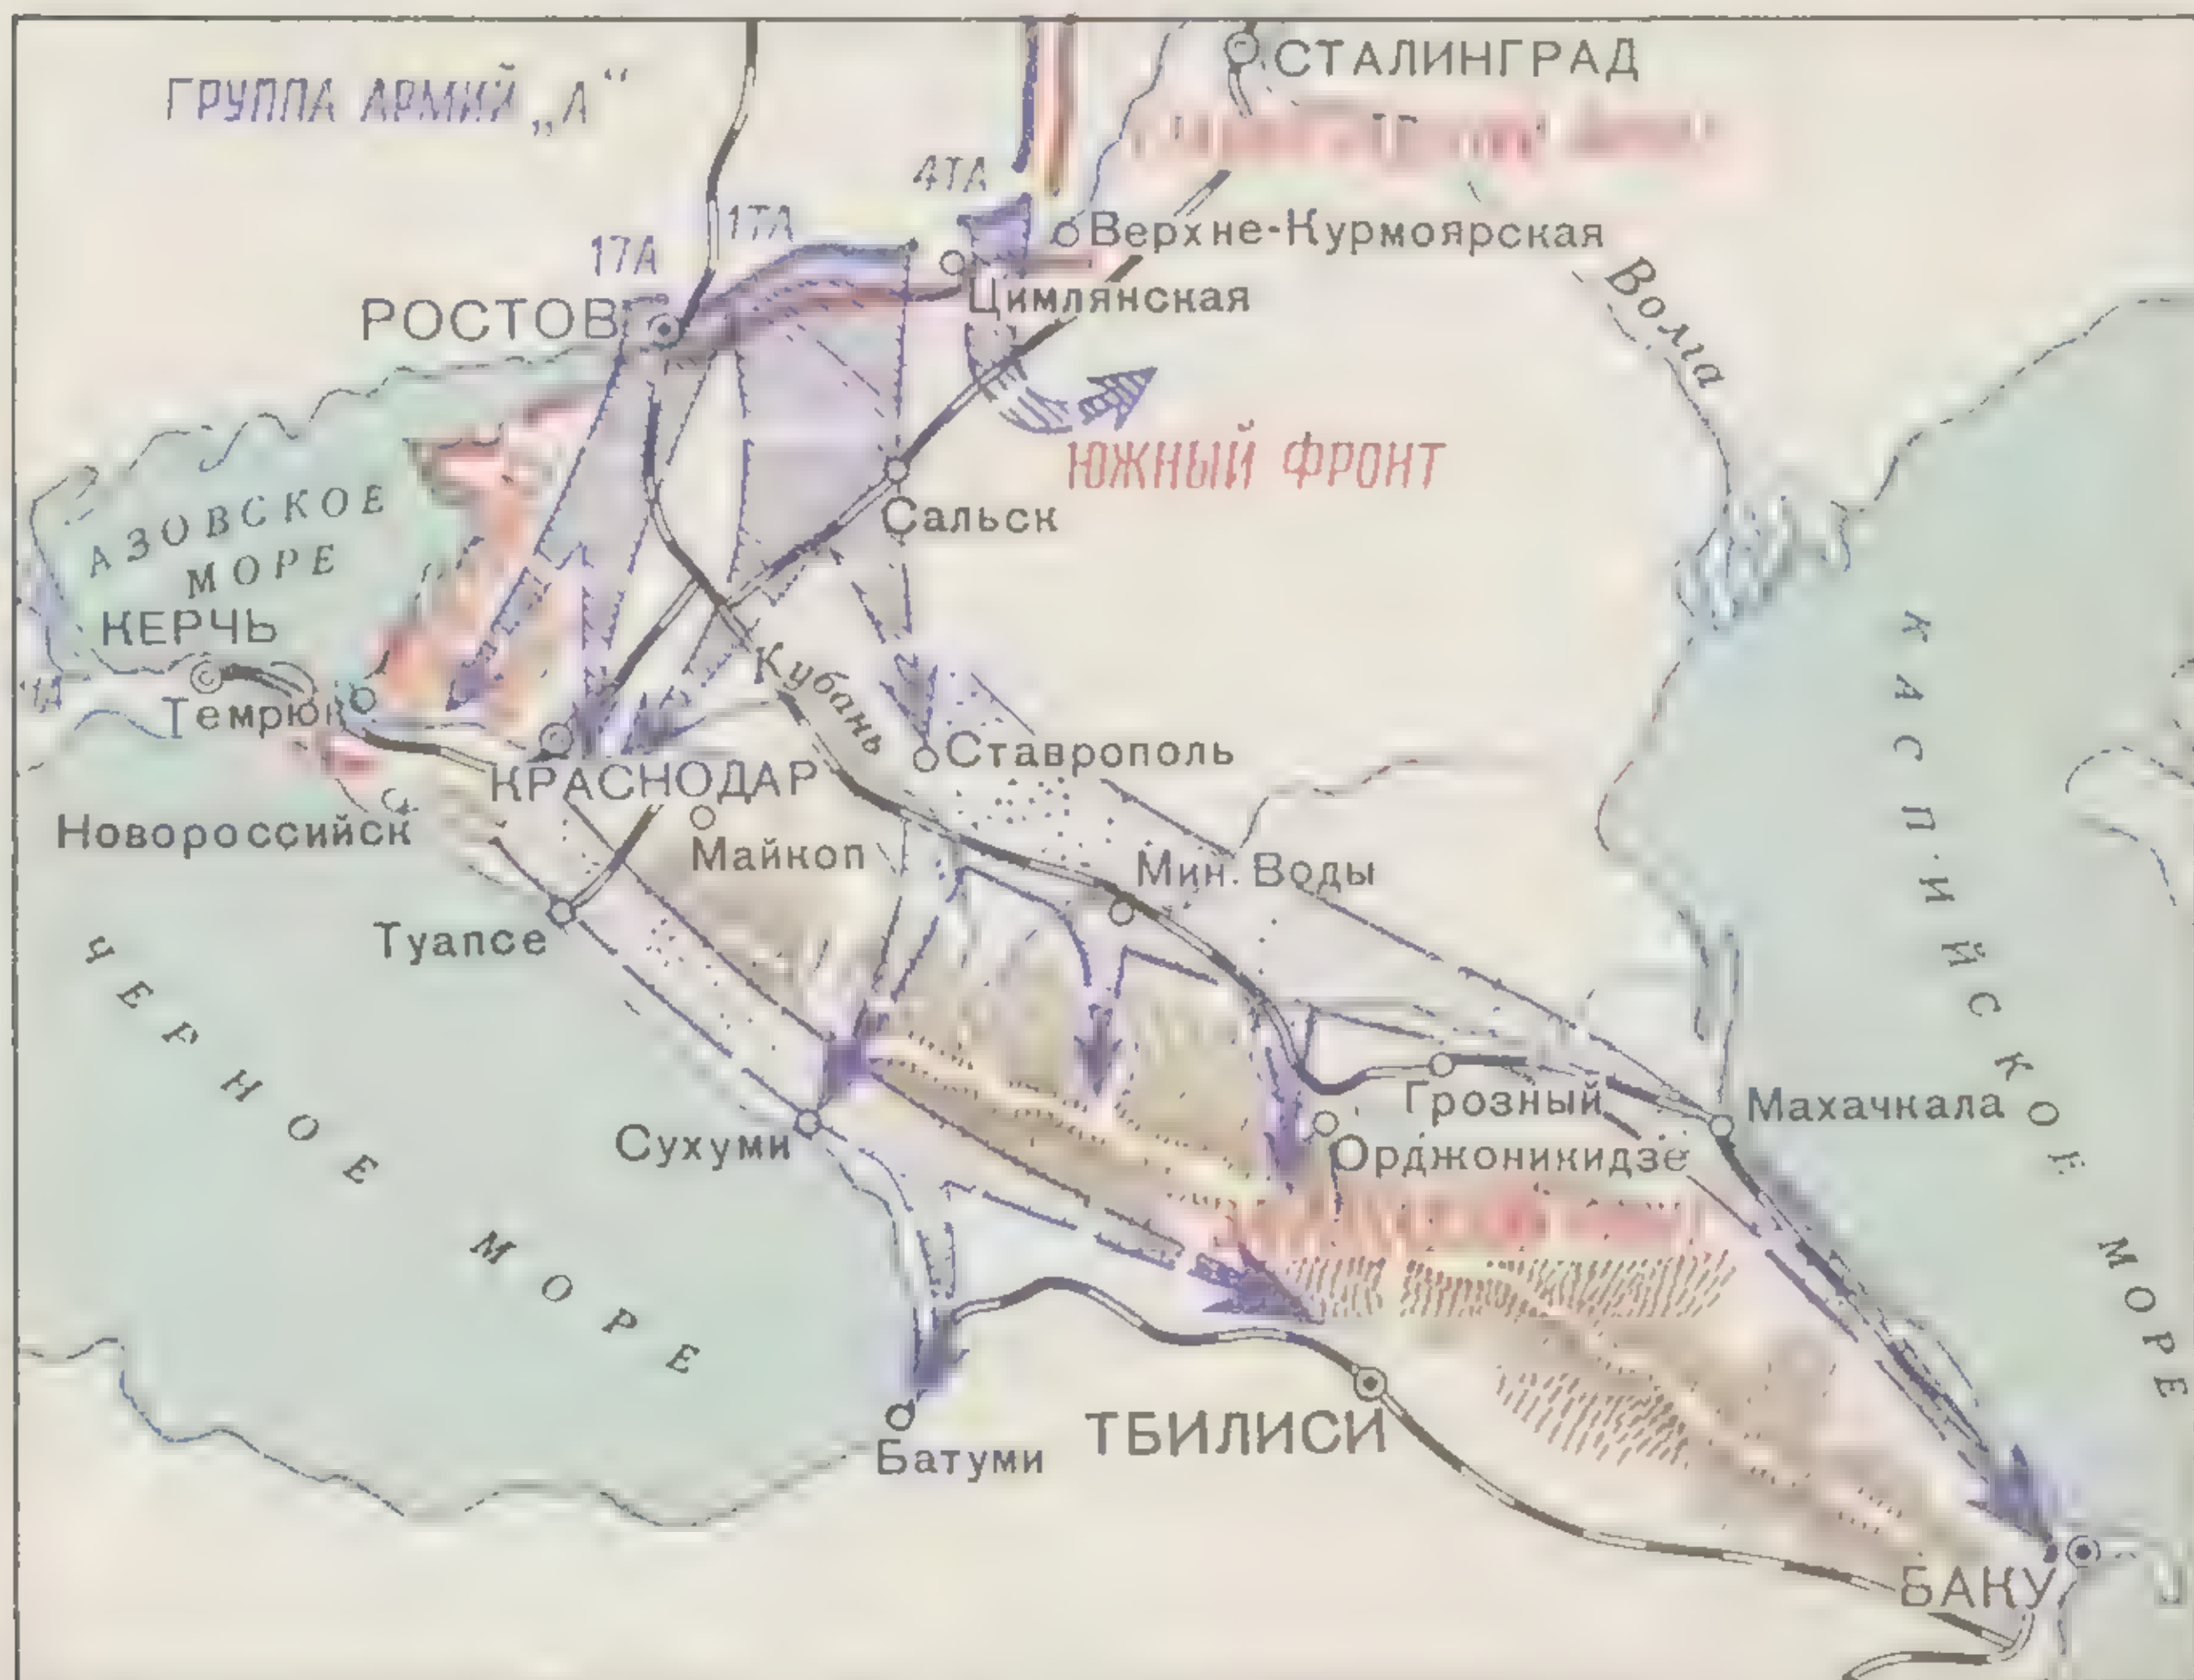 СТАЛИНГРАД
ГРУППА АРМИЙ „А“
4ТА
1ТА
17А
Верхне-Курмоярская
Цимлянская
РОСТОВ
Волга
ЮЖНЫЙ ФРОНТ
Сальск
АЗОВСКОЕ
МОРЕ
КЕРЧЬ
Темрюк
Кубань
Ставрополь
КРАСНОДАР
Новороссийск
Майкоп
Мин. Воды
Туапсе
КАСПИЙСКОЕ МОРЕ
ЧЕРНОЕ МОРЕ
Грозный
Махачкала
Сухуми
Орджоникидзе
ТБИЛИСИ
Батуми
БАКУ